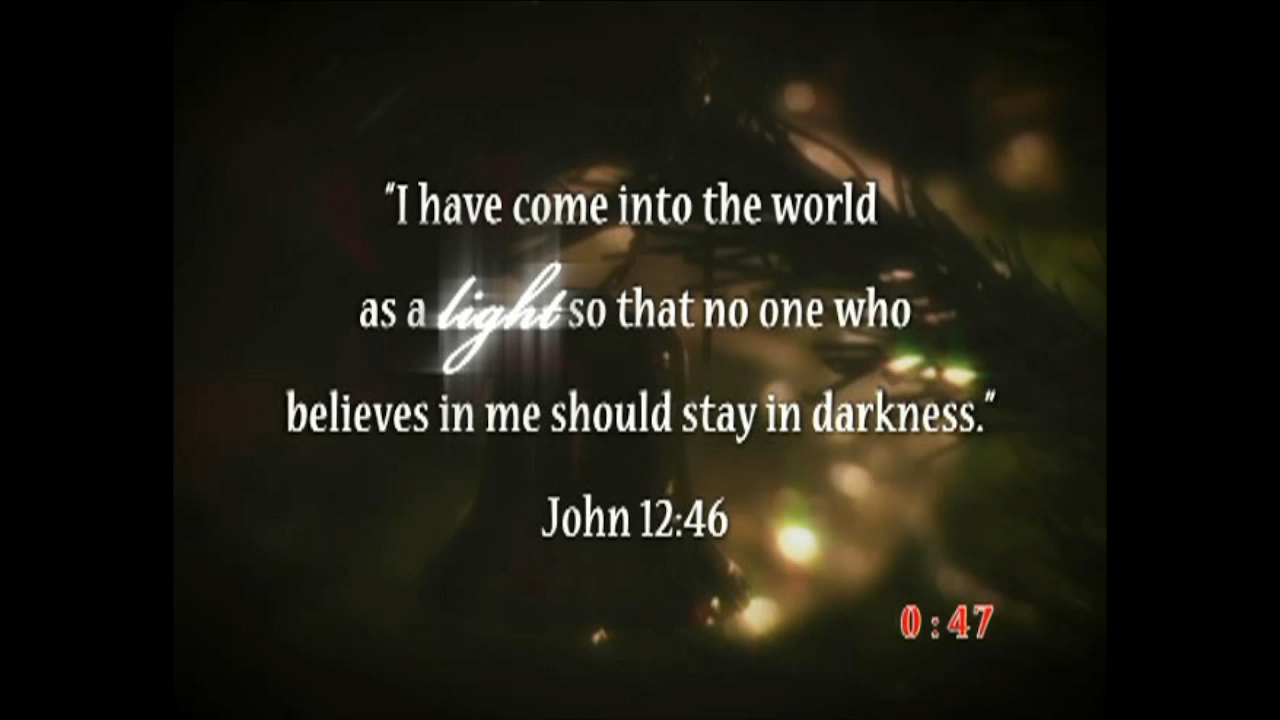 "I have come into the world
as a light so that no one who
believes in me should stay in darkness."
John 12:46
0:47